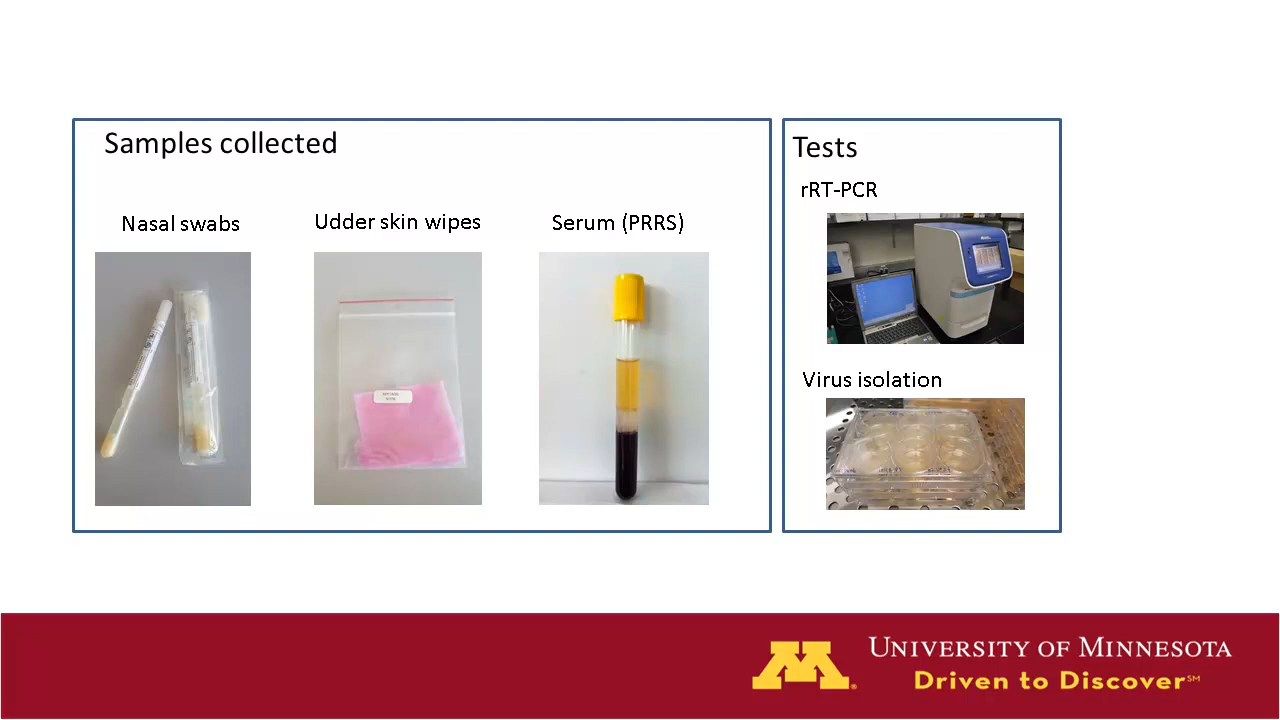 Samples collected
Nasal swabs
Udder skin wipes
Serum (PRRS)
Tests
rRT-PCR
Virus isolation
UNIVERSITY OF MINNESOTA
Driven to Discover℠